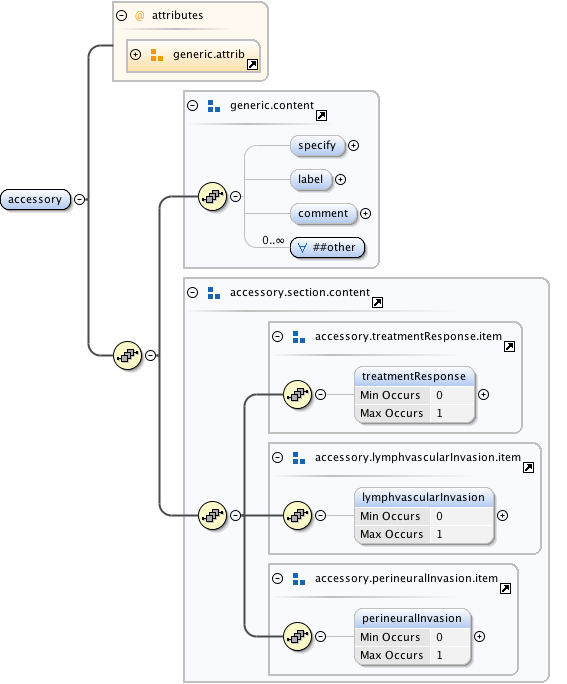 @ attributes
generic.attrib
generic.content
specify
label
accessory
comment
0..∞
∀ ##other
accessory.section.content
accessory.treatmentResponse.item
treatmentResponse
Min Occurs 0
Max Occurs 1
accessory.lymphvascularInvasion.item
lymphvascularInvasion
Min Occurs 0
Max Occurs 1
accessory.perineuralInvasion.item
perineuralInvasion
Min Occurs 0
Max Occurs 1